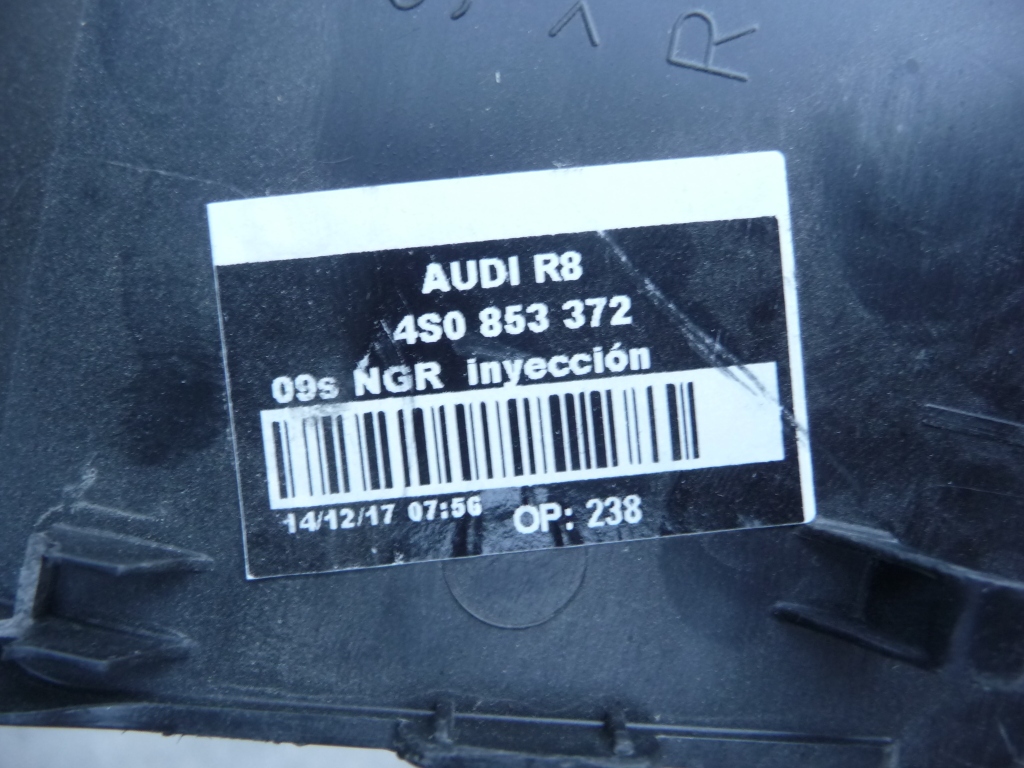 R
AUDI R8
4S0 853 372
09s NGR inyección
14/12/17 07:56 OP: 238